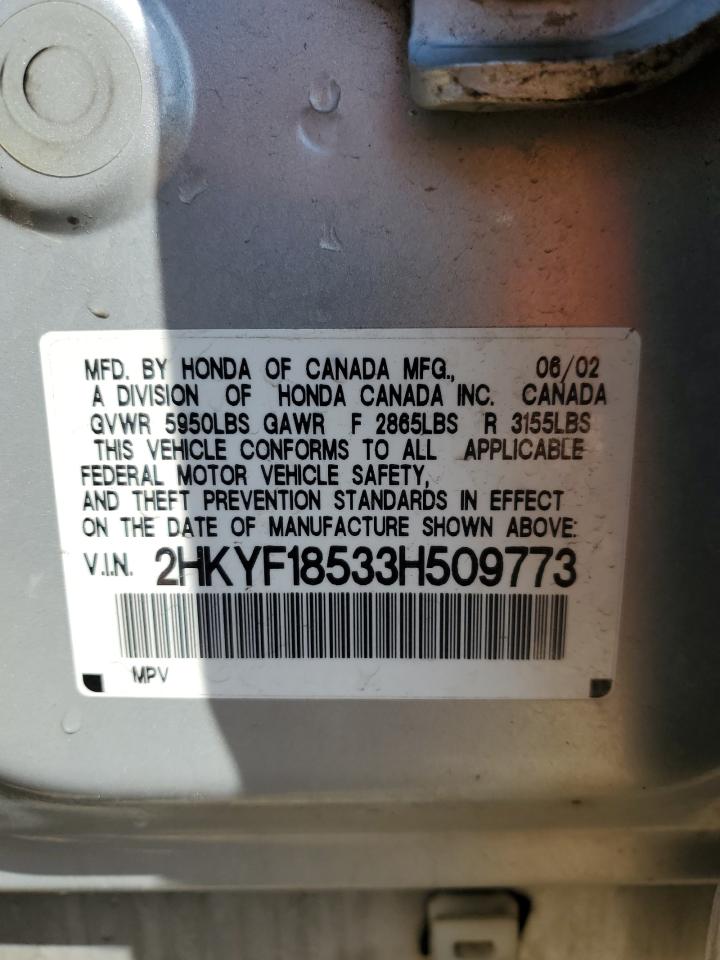 MFD. BY HONDA OF CANADA MFG., 06/02
A DIVISION OF HONDA CANADA INC. CANADA
GVWR 5950LBS GAWR F 2865LBS R 3155LBS
THIS VEHICLE CONFORMS TO ALL APPLICABLE
FEDERAL MOTOR VEHICLE SAFETY,
AND THEFT PREVENTION STANDARDS IN EFFECT
ON THE DATE OF MANUFACTURE SHOWN ABOVE:
V.I.N. 2HKYF18533H509773
MPV